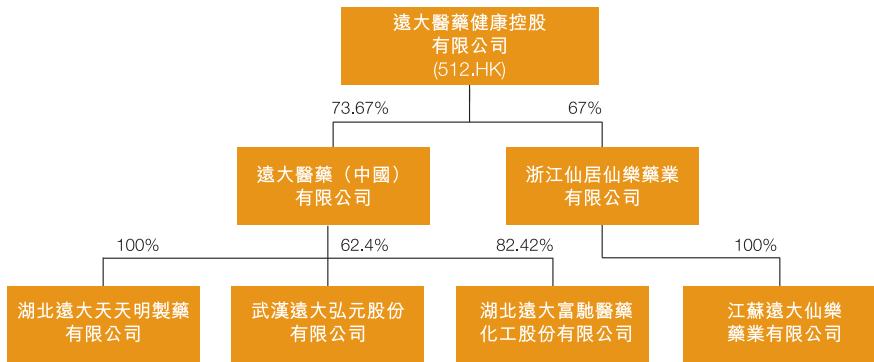 遠大醫藥健康控股
有限公司
(512.HK)
73.67%
67%
遠大醫藥（中國）
有限公司
浙江仙居仙樂藥業
有限公司
100%
62.4%
82.42%
100%
湖北遠大天天明製藥
有限公司
武漢遠大弘元股份
有限公司
湖北遠大富馳醫藥
化工股份有限公司
江蘇遠大仙樂
藥業有限公司